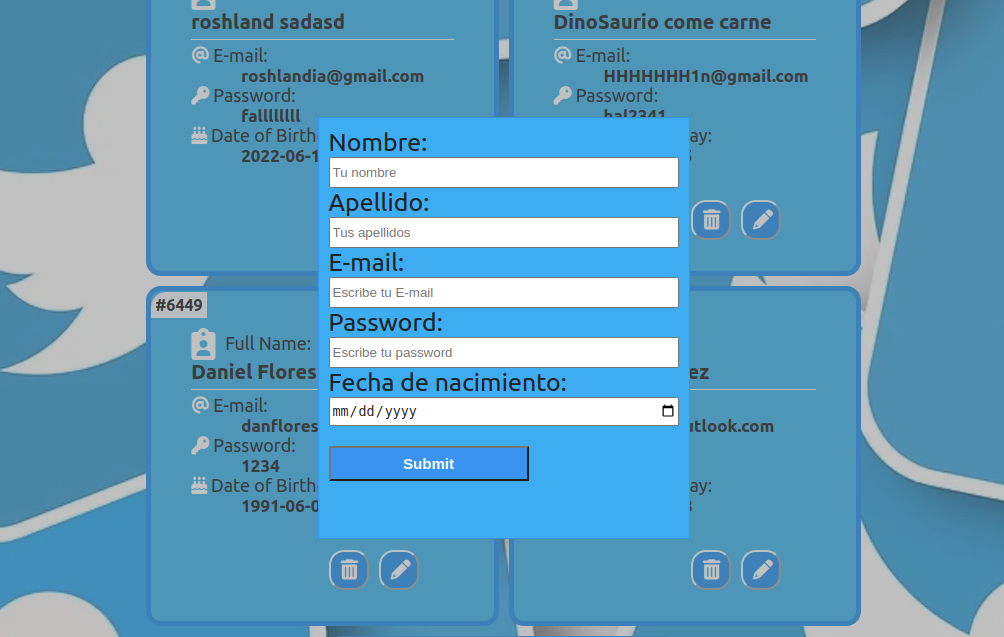 roshland sadasd
E-mail:
roshlandia@gmail.com
Password:
fallllllll
Date of Birth
2022-06-1
DinoSaurio come carne
E-mail:
HHHHHHH1n@gmail.com
Password:
hal2341
ay:
Nombre:
Tu nombre
Apellido:
Tus apellidos
E-mail:
Escribe tu E-mail
Password:
Escribe tu password
Fecha de nacimiento:
mm/dd/yyyy
Submit
#6449
Full Name:
Daniel Flores
E-mail:
danflores
Password:
1234
Date of Birth
1991-06-0
ez
utlook.com
ay: